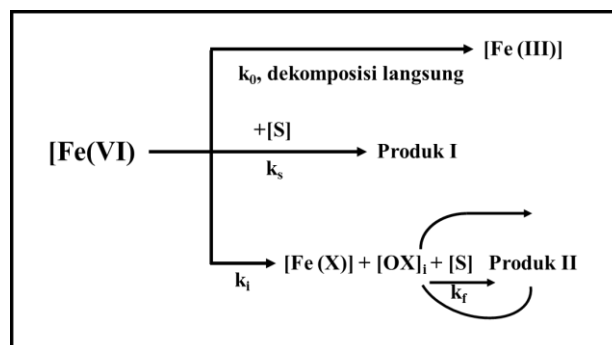 [Fe (III)]
k₀, dekomposisi langsung
+[S]
[Fe(VI)
Produk I
kₛ
[Fe (X)] + [OX]ᵢ + [S] Produk II
kᵢ
k_f